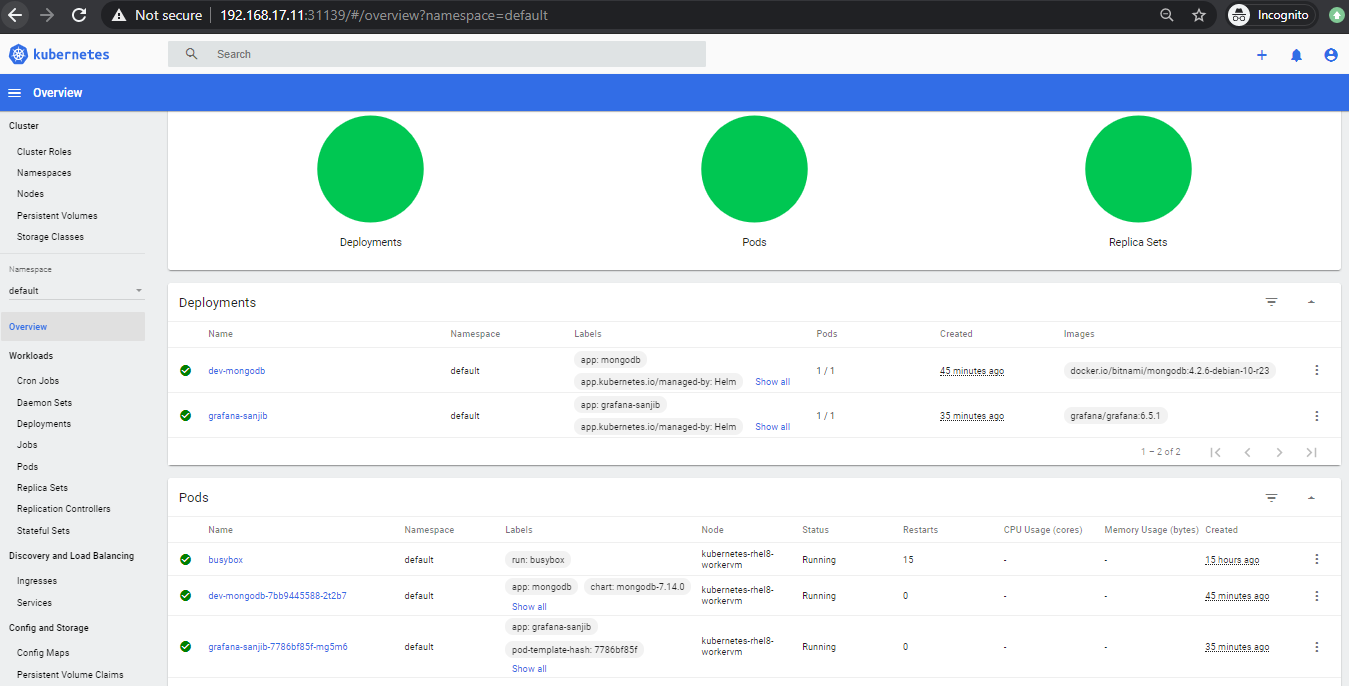 Not secure 192.168.17.11:31139/#/overview?namespace=default Incognito
kubernetes Search
Overview
Cluster
Cluster Roles
Namespaces
Nodes
Persistent Volumes
Storage Classes
Namespace
default
Overview
Workloads
Cron Jobs
Daemon Sets
Deployments
Jobs
Pods
Replica Sets
Replication Controllers
Stateful Sets
Discovery and Load Balancing
Ingresses
Services
Config and Storage
Config Maps
Persistent Volume Claims
Deployments Pods Replica Sets
Deployments
Name Namespace Labels Pods Created Images
dev-mongodb default app: mongodb 1 / 1 45 minutes ago docker.io/bitnami/mongodb:4.2.6-debian-10-r23
app.kubernetes.io/managed-by: Helm Show all
grafana-sanjib default app: grafana-sanjib 1 / 1 35 minutes ago grafana/grafana:6.5.1
app.kubernetes.io/managed-by: Helm Show all
1 – 2 of 2
Pods
Name Namespace Labels Node Status Restarts CPU Usage (cores) Memory Usage (bytes) Created
busybox default run: busybox kubernetes-rhel8-workervm Running 15 - - 15 hours ago
dev-mongodb-7bb9445588-2t2b7 default app: mongodb chart: mongodb-7.14.0 kubernetes-rhel8-workervm Running 0 - - 45 minutes ago
Show all
grafana-sanjib-7786bf85f-mg5m6 default app: grafana-sanjib kubernetes-rhel8-workervm Running 0 - - 35 minutes ago
pod-template-hash: 7786bf85f
Show all